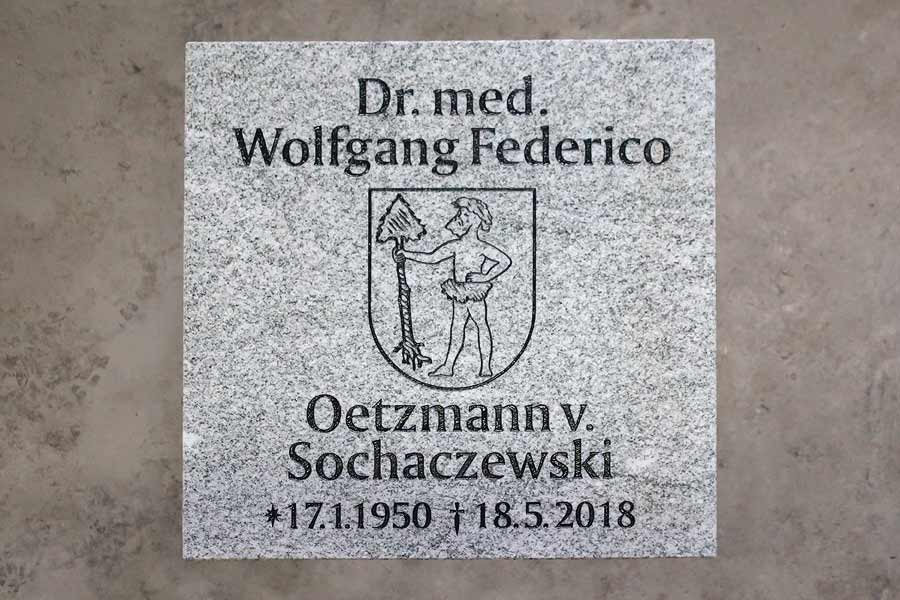 Dr. med.
Wolfgang Federico
Oetzmann v.
Sochaczewski
*17.1.1950 †18.5.2018